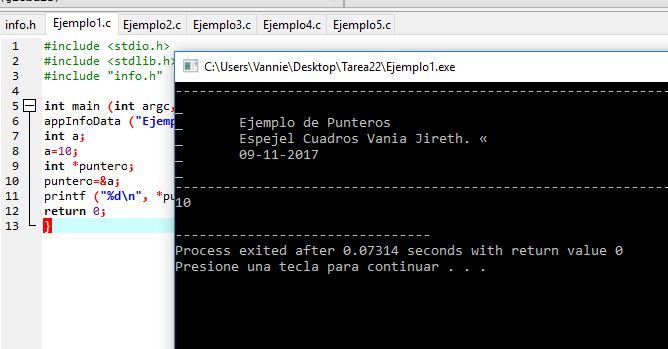 info.h Ejemplo1.c Ejemplo2.c Ejemplo3.c Ejemplo4.c Ejemplo5.c
1 #include <stdio.h>
2 #include <stdlib.h>
3 #include "info.h"
4
5 int main (int argc,
6 appInfoData ("Ejemp
7 int a;
8 a=10;
9 int *puntero;
10 puntero=&a;
11 printf ("%d\n", *pu
12 return 0;
13 }
C:\Users\Vannie\Desktop\Tarea22\Ejemplo1.exe
Ejemplo de Punteros
Espejel Cuadros Vania Jireth. «
09-11-2017
10
--------------------------------
Process exited after 0.07314 seconds with return value 0
Presione una tecla para continuar . . .